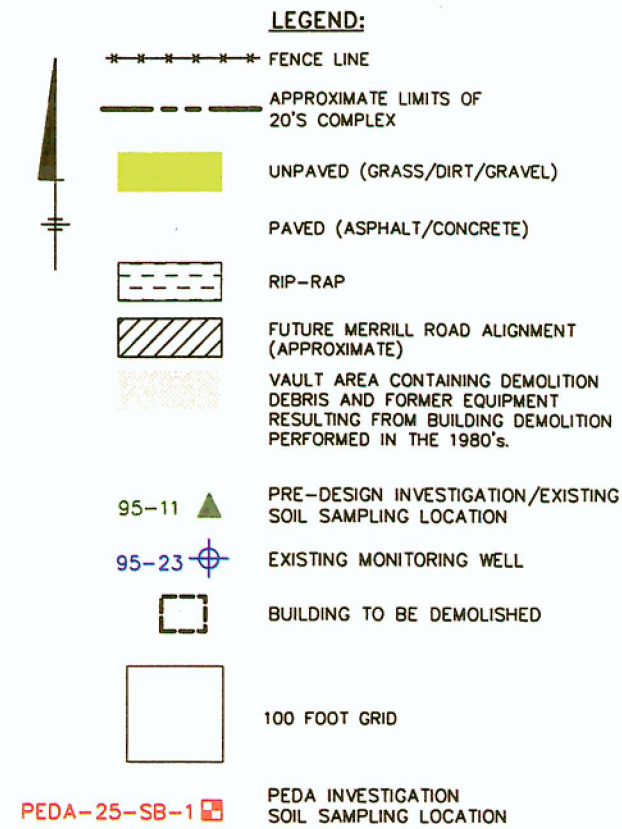 LEGEND:
FENCE LINE
APPROXIMATE LIMITS OF
20'S COMPLEX
UNPAVED (GRASS/DIRT/GRAVEL)
PAVED (ASPHALT/CONCRETE)
RIP-RAP
FUTURE MERRILL ROAD ALIGNMENT
(APPROXIMATE)
VAULT AREA CONTAINING DEMOLITION
DEBRIS AND FORMER EQUIPMENT
RESULTING FROM BUILDING DEMOLITION
PERFORMED IN THE 1980's.
95-11 PRE-DESIGN INVESTIGATION/EXISTING
SOIL SAMPLING LOCATION
95-23 EXISTING MONITORING WELL
BUILDING TO BE DEMOLISHED
100 FOOT GRID
PEDA-25-SB-1 PEDA INVESTIGATION
SOIL SAMPLING LOCATION